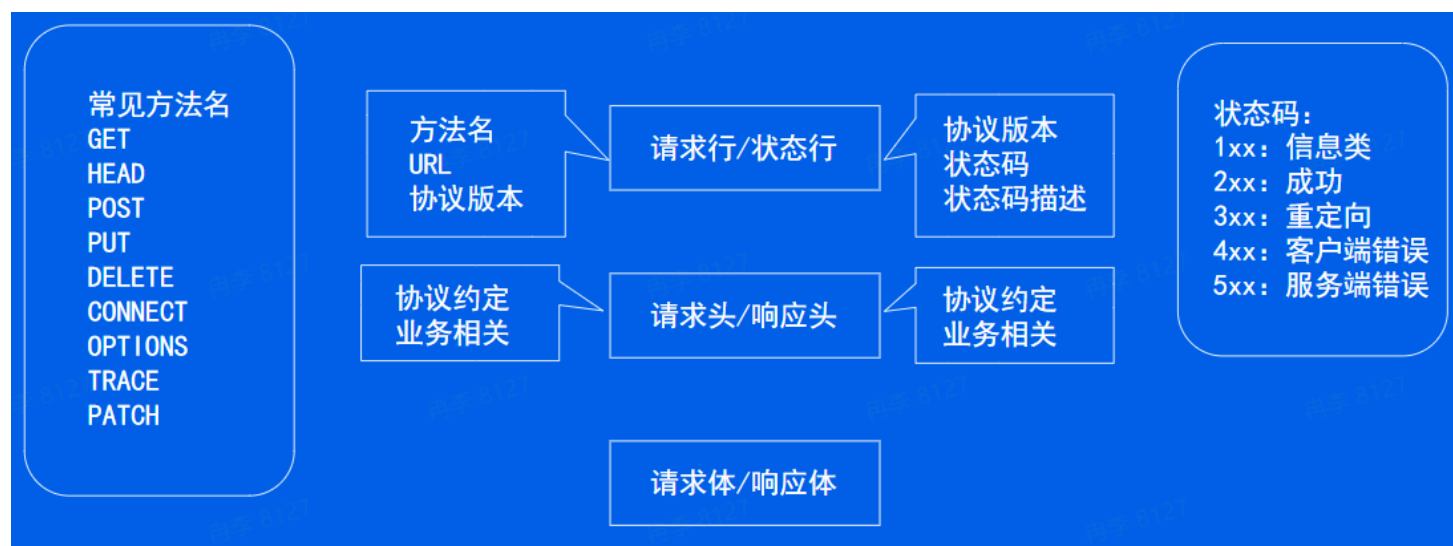 常见方法名
GET
HEAD
POST
PUT
DELETE
CONNECT
OPTIONS
TRACE
PATCH
方法名
URL
协议版本
请求行/状态行
协议版本
状态码
状态码描述
协议约定
业务相关
请求头/响应头
协议约定
业务相关
请求体/响应体
状态码：
1xx：信息类
2xx：成功
3xx：重定向
4xx：客户端错误
5xx：服务端错误